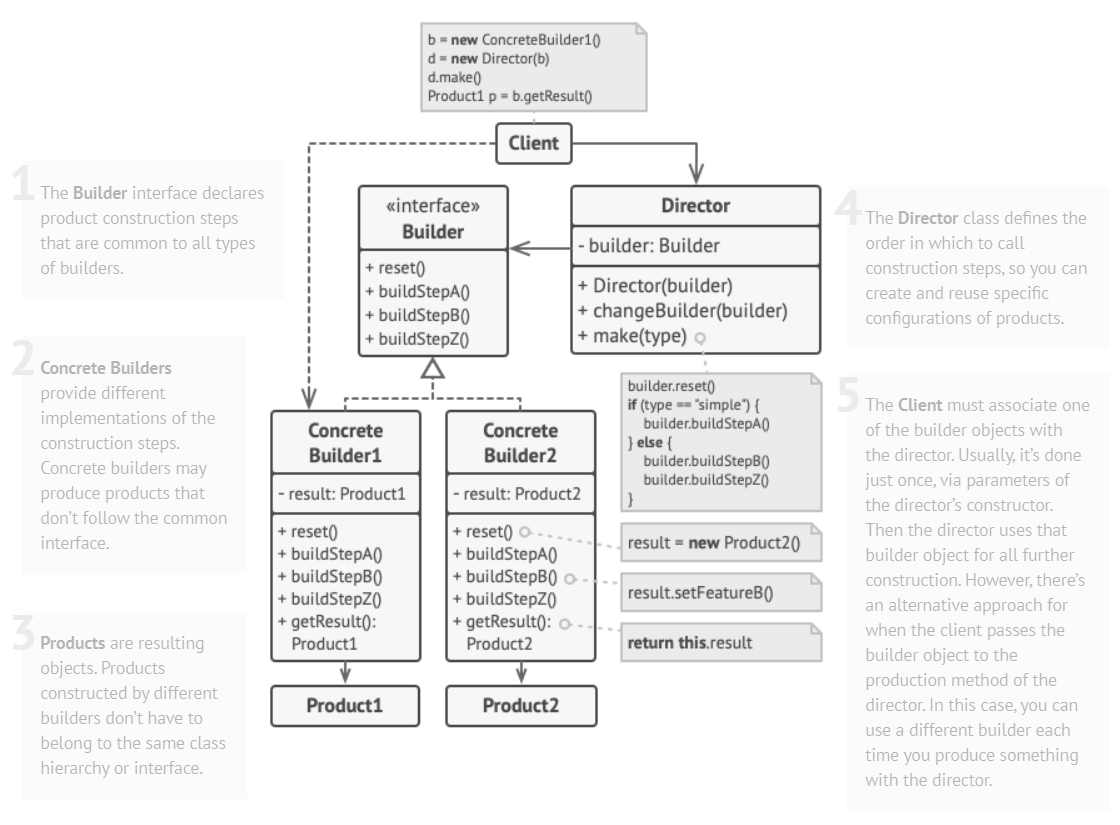 b = new ConcreteBuilder1()
d = new Director(b)
d.make()
Product1 p = b.getResult()
Client
1
The Builder interface declares
product construction steps
that are common to all types
of builders.
«interface»
Builder
+ reset()
+ buildStepA()
+ buildStepB()
+ buildStepZ()
Director
- builder: Builder
+ Director(builder)
+ changeBuilder(builder)
+ make(type)
4
The Director class defines the
order in which to call
construction steps, so you can
create and reuse specific
configurations of products.
2
Concrete Builders
provide different
implementations of the
construction steps.
Concrete builders may
produce products that
don't follow the common
interface.
Concrete
Builder1
- result: Product1
+ reset()
+ buildStepA()
+ buildStepB()
+ buildStepZ()
+ getResult():
Product1
Concrete
Builder2
- result: Product2
+ reset()
+ buildStepA()
+ buildStepB()
+ buildStepZ()
+ getResult():
Product2
builder.reset()
if (type == "simple") {
builder.buildStepA()
} else {
builder.buildStepB()
builder.buildStepZ()
}
result = new Product2()
result.setFeatureB()
return this.result
5
The Client must associate one
of the builder objects with
the director. Usually, it's done
just once, via parameters of
the director's constructor.
Then the director uses that
builder object for all further
construction. However, there's
an alternative approach for
when the client passes the
builder object to the
production method of the
director. In this case, you can
use a different builder each
time you produce something
with the director.
3
Products are resulting
objects. Products
constructed by different
builders don't have to
belong to the same class
hierarchy or interface.
Product1
Product2